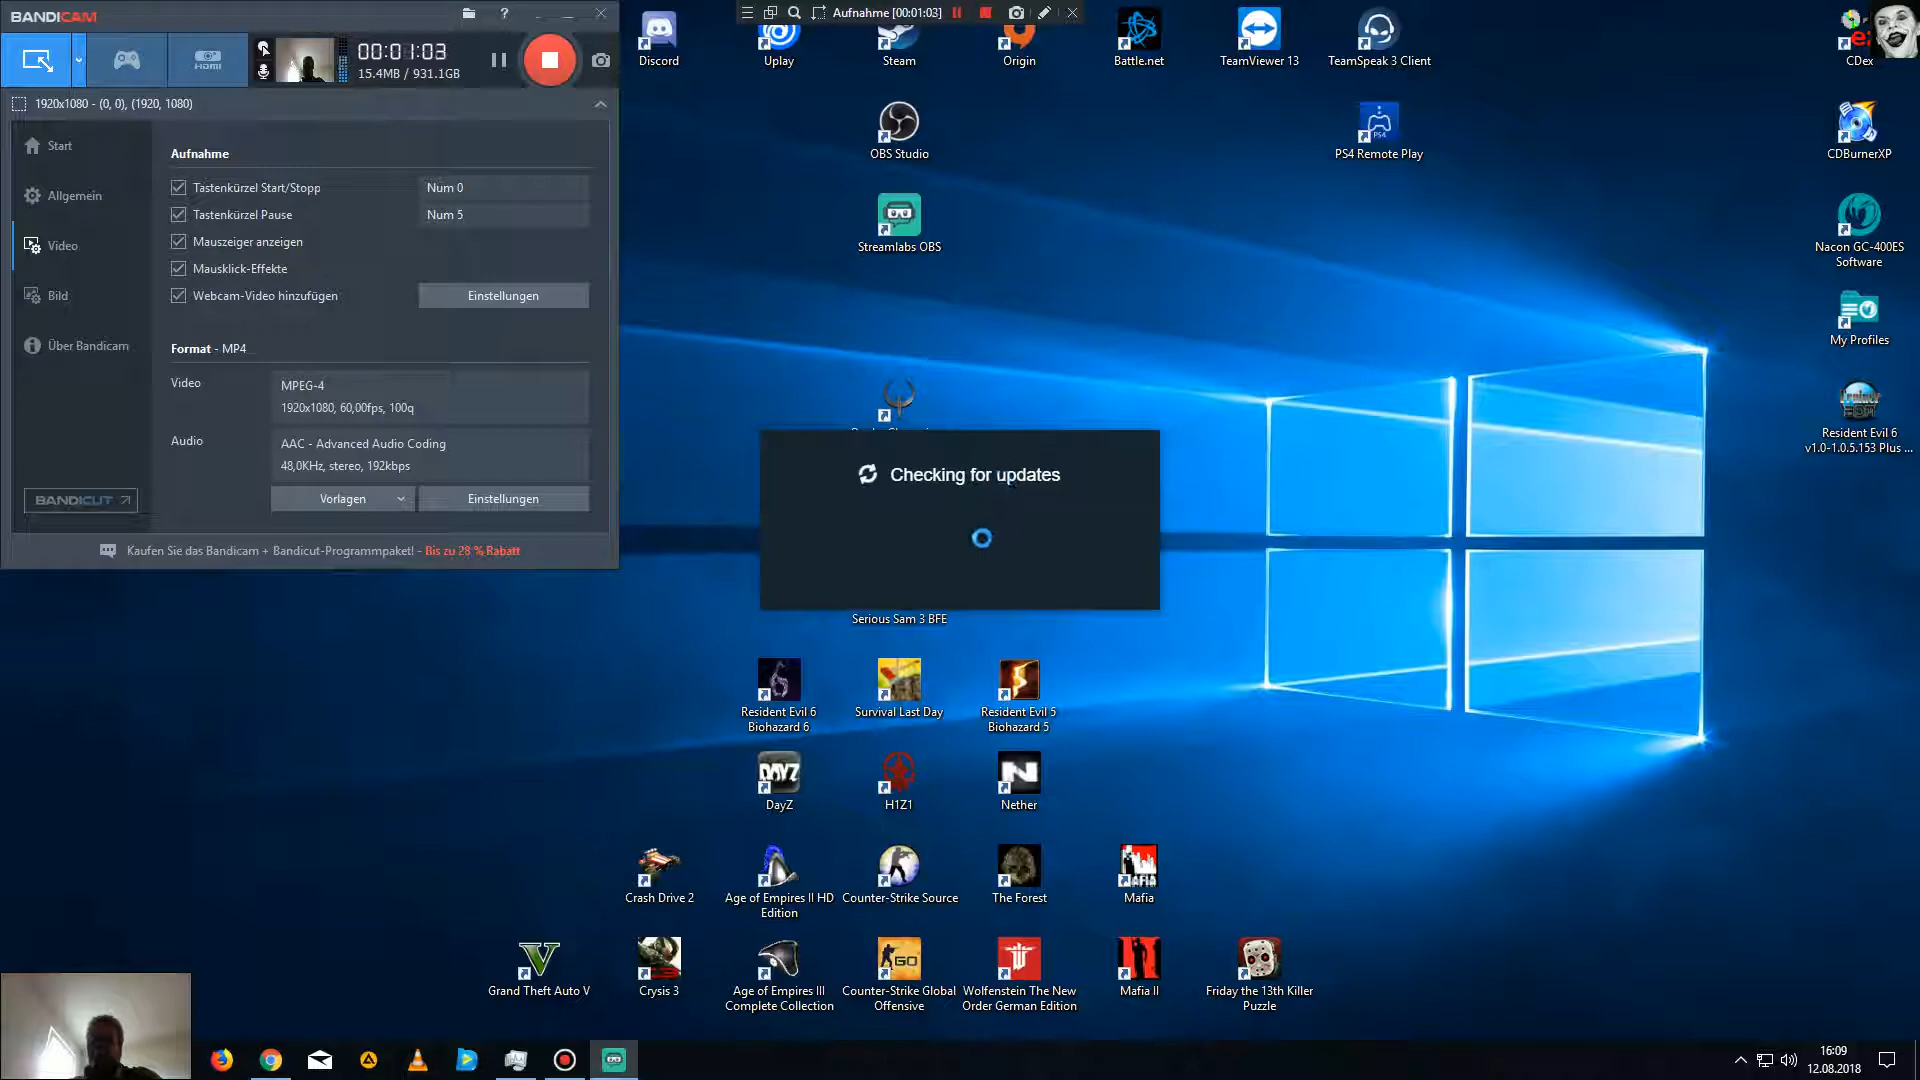 BANDICAM
?
00:01:03
15.4MB / 931.1GB
HDMI
1920x1080 - (0, 0), (1920, 1080)
Start
Allgemein
Video
Bild
Über Bandicam
BANDICUT
Aufnahme
Tastenkürzel Start/Stopp
Num 0
Tastenkürzel Pause
Num 5
Mauszeiger anzeigen
Mausklick-Effekte
Webcam-Video hinzufügen
Einstellungen
Format - MP4
Video
MPEG-4
1920x1080, 60,00fps, 100q
Audio
AAC - Advanced Audio Coding
48,0KHz, stereo, 192kbps
Vorlagen
Einstellungen
Kaufen Sie das Bandicam + Bandicut-Programmpaket! - Bis zu 28 % Rabatt
Aufnahme [00:01:03]
Discord
Uplay
Steam
Origin
Battle.net
TeamViewer 13
TeamSpeak 3 Client
CDex
OBS Studio
PS4
PS4 Remote Play
CDBurnerXP
Streamlabs OBS
Nacon GC-400ES
Software
My Profiles
Resident Evil 6
v1.0-1.0.5.153 Plus ...
Checking for updates
Serious Sam 3 BFE
Resident Evil 6
Biohazard 6
Survival Last Day
Resident Evil 5
Biohazard 5
DAYZ
DayZ
H1Z1
Nether
Crash Drive 2
Age of Empires II HD
Edition
Counter-Strike Source
The Forest
MAFIA
Mafia
Grand Theft Auto V
Crysis 3
Age of Empires III
Complete Collection
GO
Counter-Strike Global
Offensive
Wolfenstein The New
Order German Edition
Mafia II
Friday the 13th Killer
Puzzle
16:09
12.08.2018